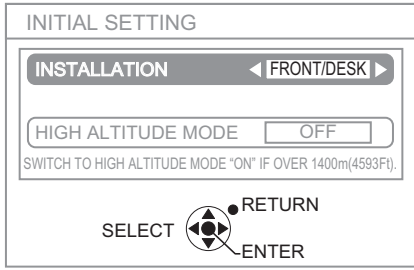 INITIAL SETTING
INSTALLATION FRONT/DESK
HIGH ALTITUDE MODE OFF
SWITCH TO HIGH ALTITUDE MODE “ON” IF OVER 1400m(4593Ft).
RETURN
SELECT
ENTER